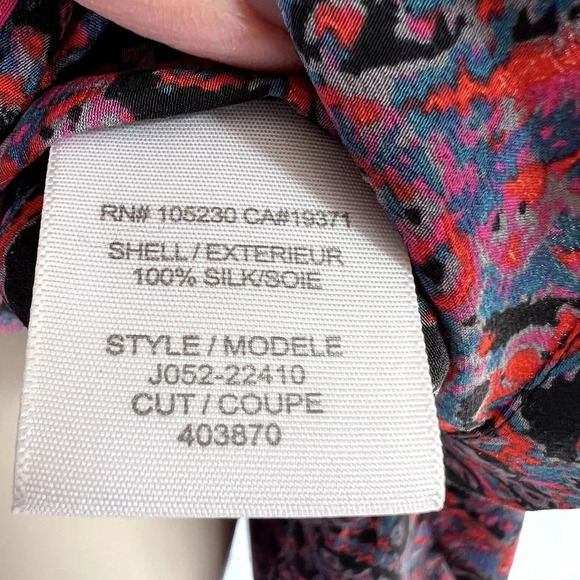 RN# 105230 CA#19371
SHELL / EXTERIEUR
100% SILK/SOIE
STYLE / MODELE
J052-22410
CUT / COUPE
403870